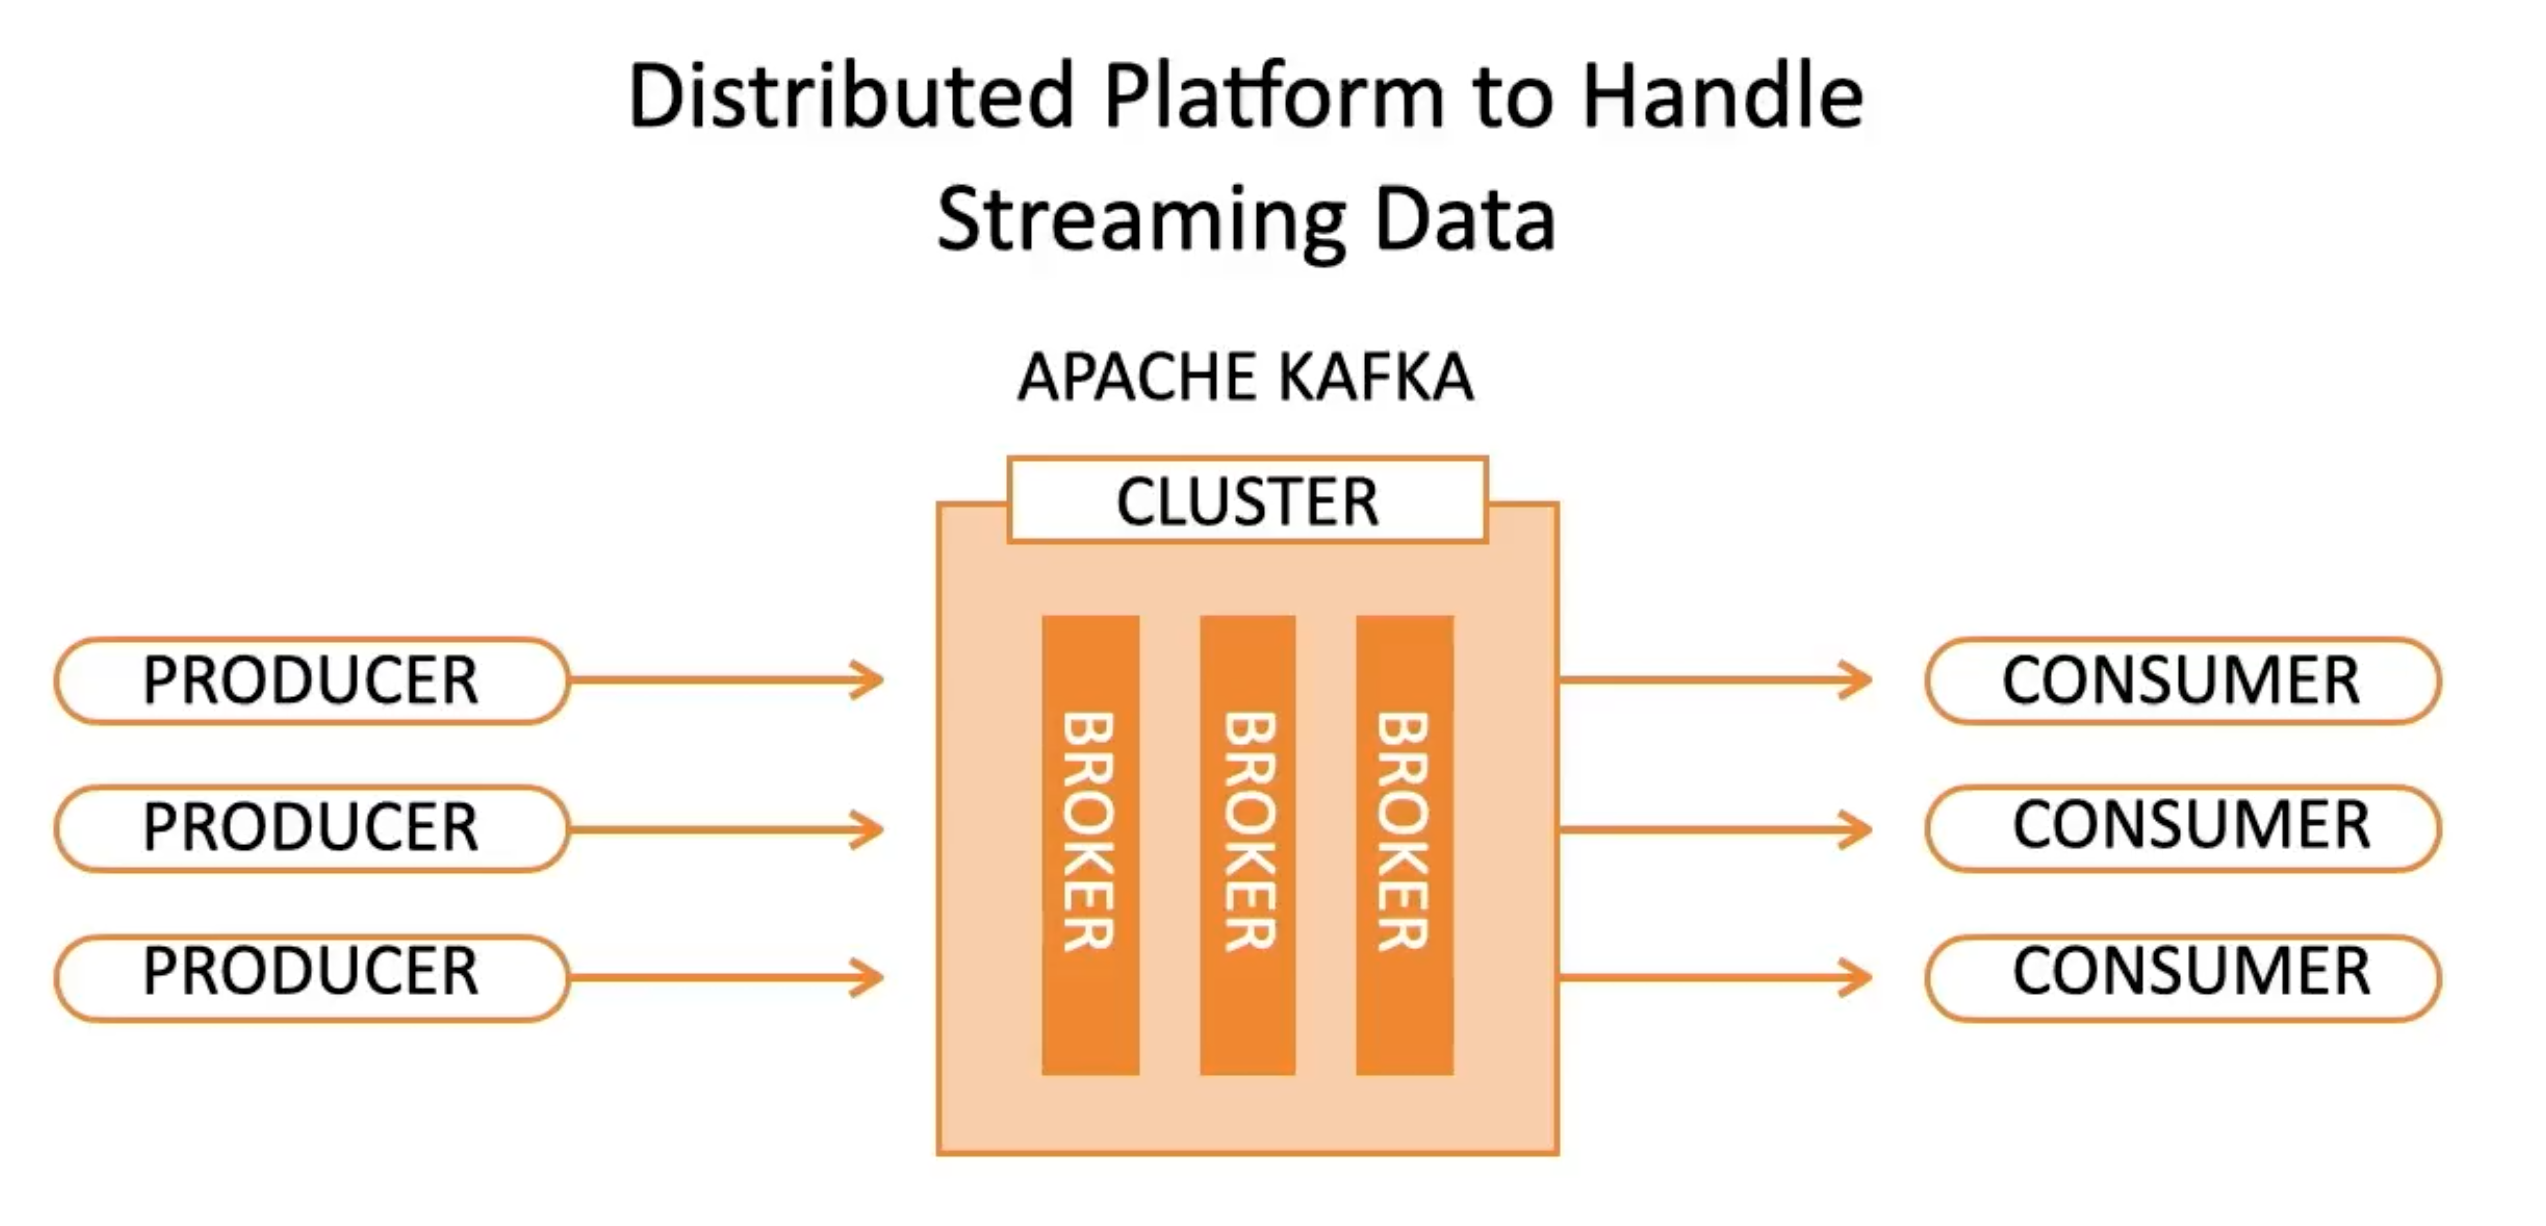 Distributed Platform to Handle
Streaming Data
APACHE KAFKA
CLUSTER
PRODUCER
PRODUCER
PRODUCER
BROKER
BROKER
BROKER
CONSUMER
CONSUMER
CONSUMER